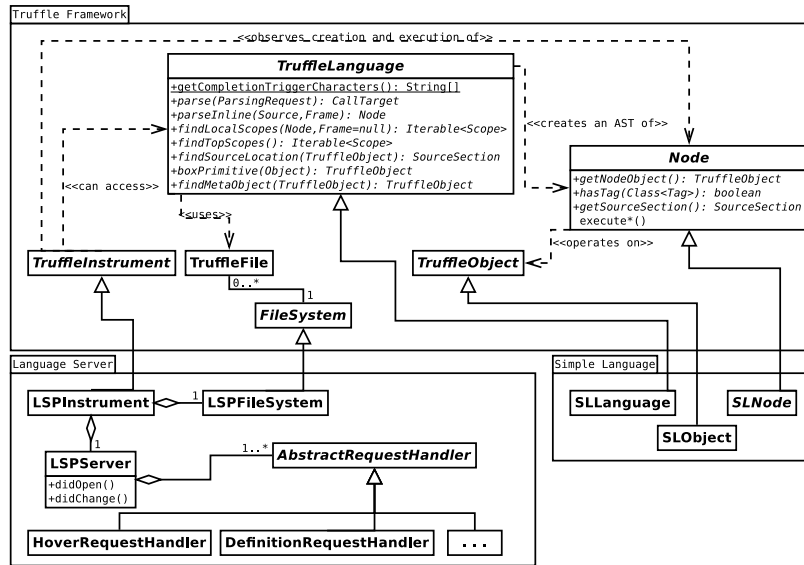 Truffle Framework
<<observes creation and execution of>>
TruffleLanguage
+getCompletionTriggerCharacters(): String[]
+parse(ParsingRequest): CallTarget
+parseInline(Source,Frame): Node
+findLocalScopes(Node,Frame=null): Iterable<Scope>
+findTopScopes(): Iterable<Scope>
+findSourceLocation(TruffleObject): SourceSection
+boxPrimitive(Object): TruffleObject
+findMetaObject(TruffleObject): TruffleObject
<<creates an AST of>>
<<can access>>
<<uses>>
Node
+getNodeObject(): TruffleObject
+hasTag(Class<Tag>): boolean
+getSourceSection(): SourceSection
execute*()
<<operates on>>
TruffleInstrument
TruffleFile
TruffleObject
0..*
1
FileSystem
Language Server
LSPInstrument
1
LSPFileSystem
1
LSPServer
+didOpen()
+didChange()
1..*
AbstractRequestHandler
HoverRequestHandler
DefinitionRequestHandler
...
Simple Language
SLLanguage
SLNode
SLObject